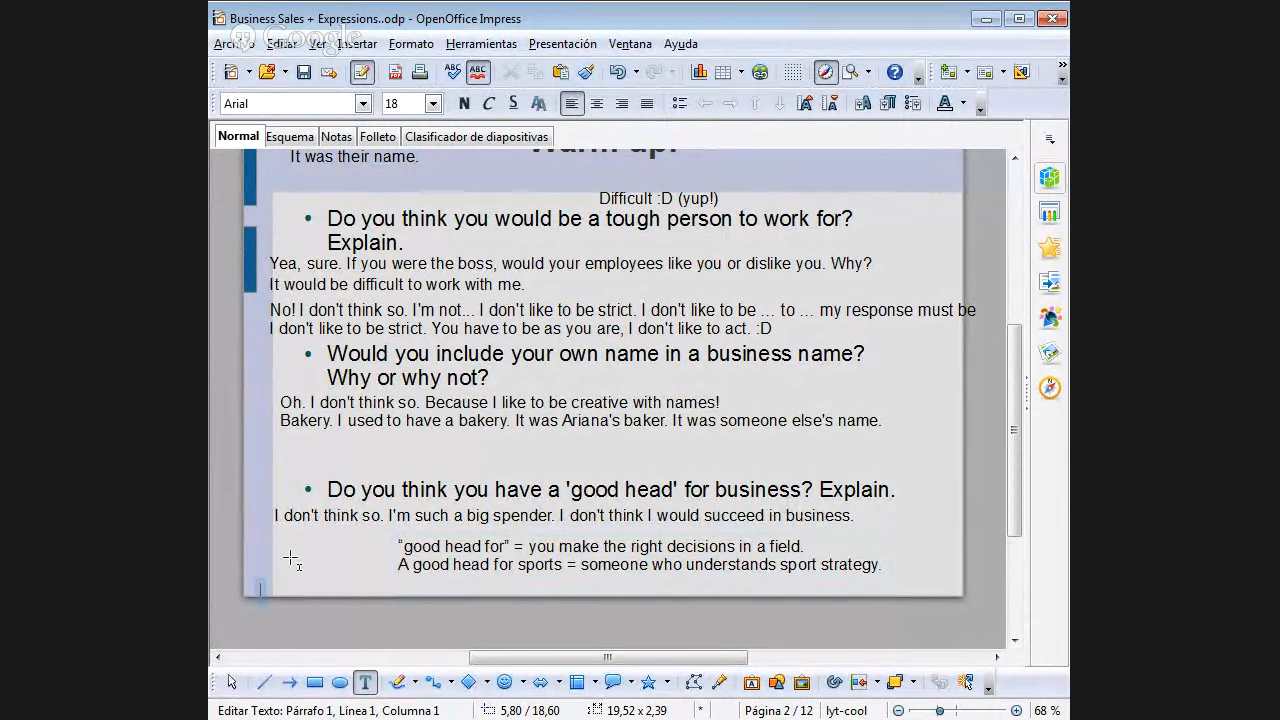 Business Sales + Expressions..odp - OpenOffice Impress
Google
Archivo Editar Ver Insertar Formato Herramientas Presentación Ventana Ayuda
Arial 18
Normal Esquema Notas Folleto Clasificador de diapositivas
Warm up!
It was their name.
Difficult :D (yup!)
• Do you think you would be a tough person to work for?
Explain.
Yea, sure. If you were the boss, would your employees like you or dislike you. Why?
It would be difficult to work with me.
No! I don't think so. I'm not... I don't like to be strict. I don't like to be ... to ... my response must be
I don't like to be strict. You have to be as you are, I don't like to act. :D
• Would you include your own name in a business name?
Why or why not?
Oh. I don't think so. Because I like to be creative with names!
Bakery. I used to have a bakery. It was Ariana's baker. It was someone else's name.
• Do you think you have a 'good head' for business? Explain.
I don't think so. I'm such a big spender. I don't think I would succeed in business.
“good head for” = you make the right decisions in a field.
A good head for sports = someone who understands sport strategy.
Editar Texto: Párrafo 1, Línea 1, Columna 1 5,80 / 18,60 19,52 x 2,39 * Página 2 / 12 lyt-cool 68 %